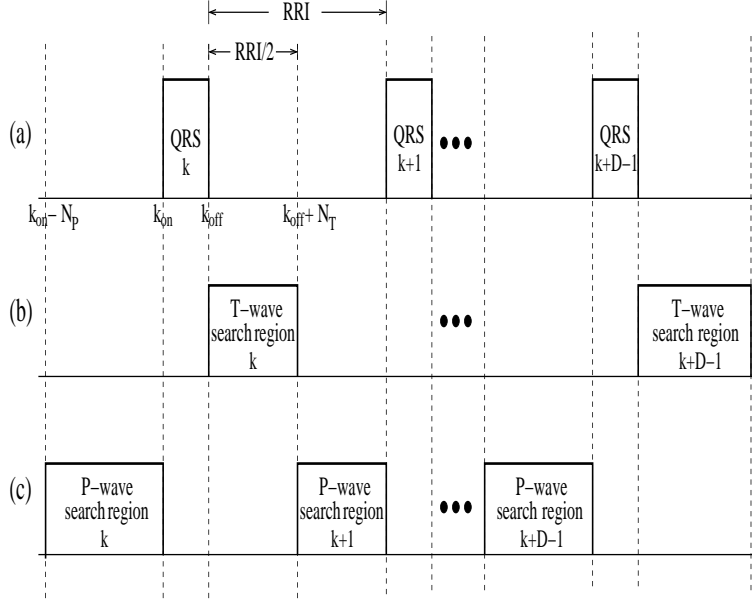 RRI
RRI/2
(a)
QRS
k
QRS
k+1
QRS
k+D−1
k_on − N_P
k_on
k_off
k_off + N_T
(b)
T−wave
search region
k
T−wave
search region
k+D−1
(c)
P−wave
search region
k
P−wave
search region
k+1
P−wave
search region
k+D−1